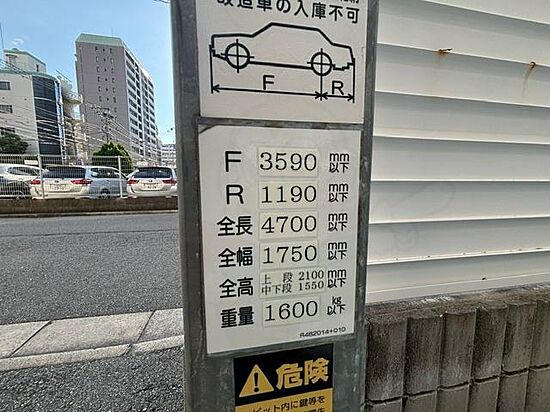 改造車の入庫不可
F R
F 3590 mm以下
R 1190 mm以下
全長 4700 mm以下
全幅 1750 mm以下
全高 上段 2100 mm以下
中下段 1550
重量 1600 kg以下
R482014+010
危険
ピット内に鍵等を